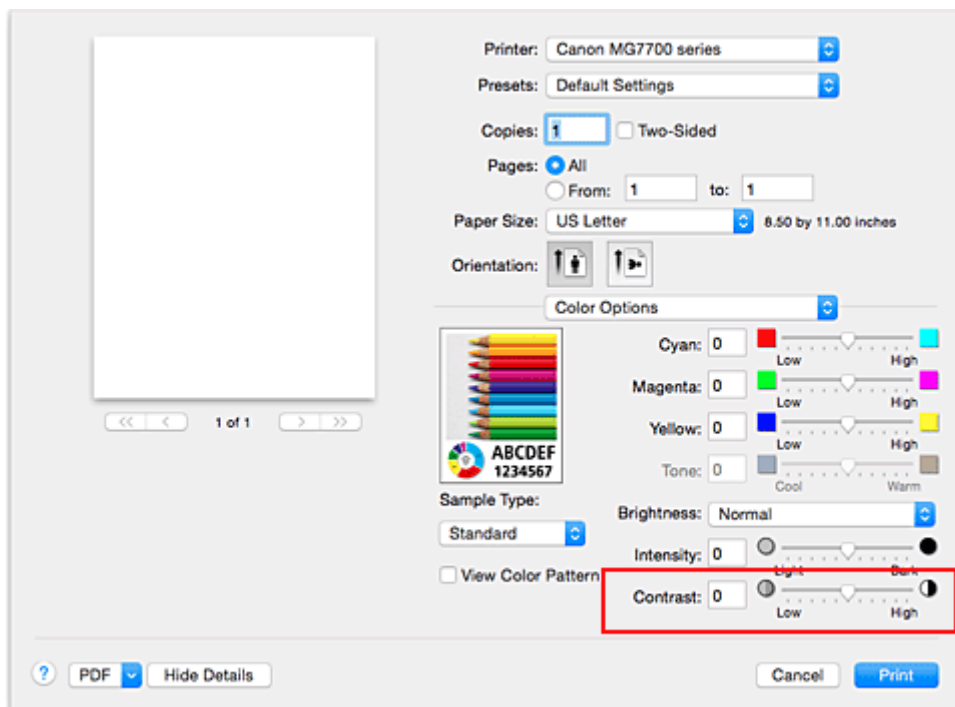 Printer: Canon MG7700 series
Presets: Default Settings
Copies: 1 Two-Sided
Pages: All
From: 1 to: 1
Paper Size: US Letter 8.50 by 11.00 inches
Orientation:
Color Options
1 of 1
ABCDEF
1234567
Sample Type:
Standard
View Color Pattern
Cyan: 0
Low High
Magenta: 0
Low High
Yellow: 0
Low High
Tone: 0
Cool Warm
Brightness: Normal
Intensity: 0
Light Dark
Contrast: 0
Low High
? PDF Hide Details Cancel Print